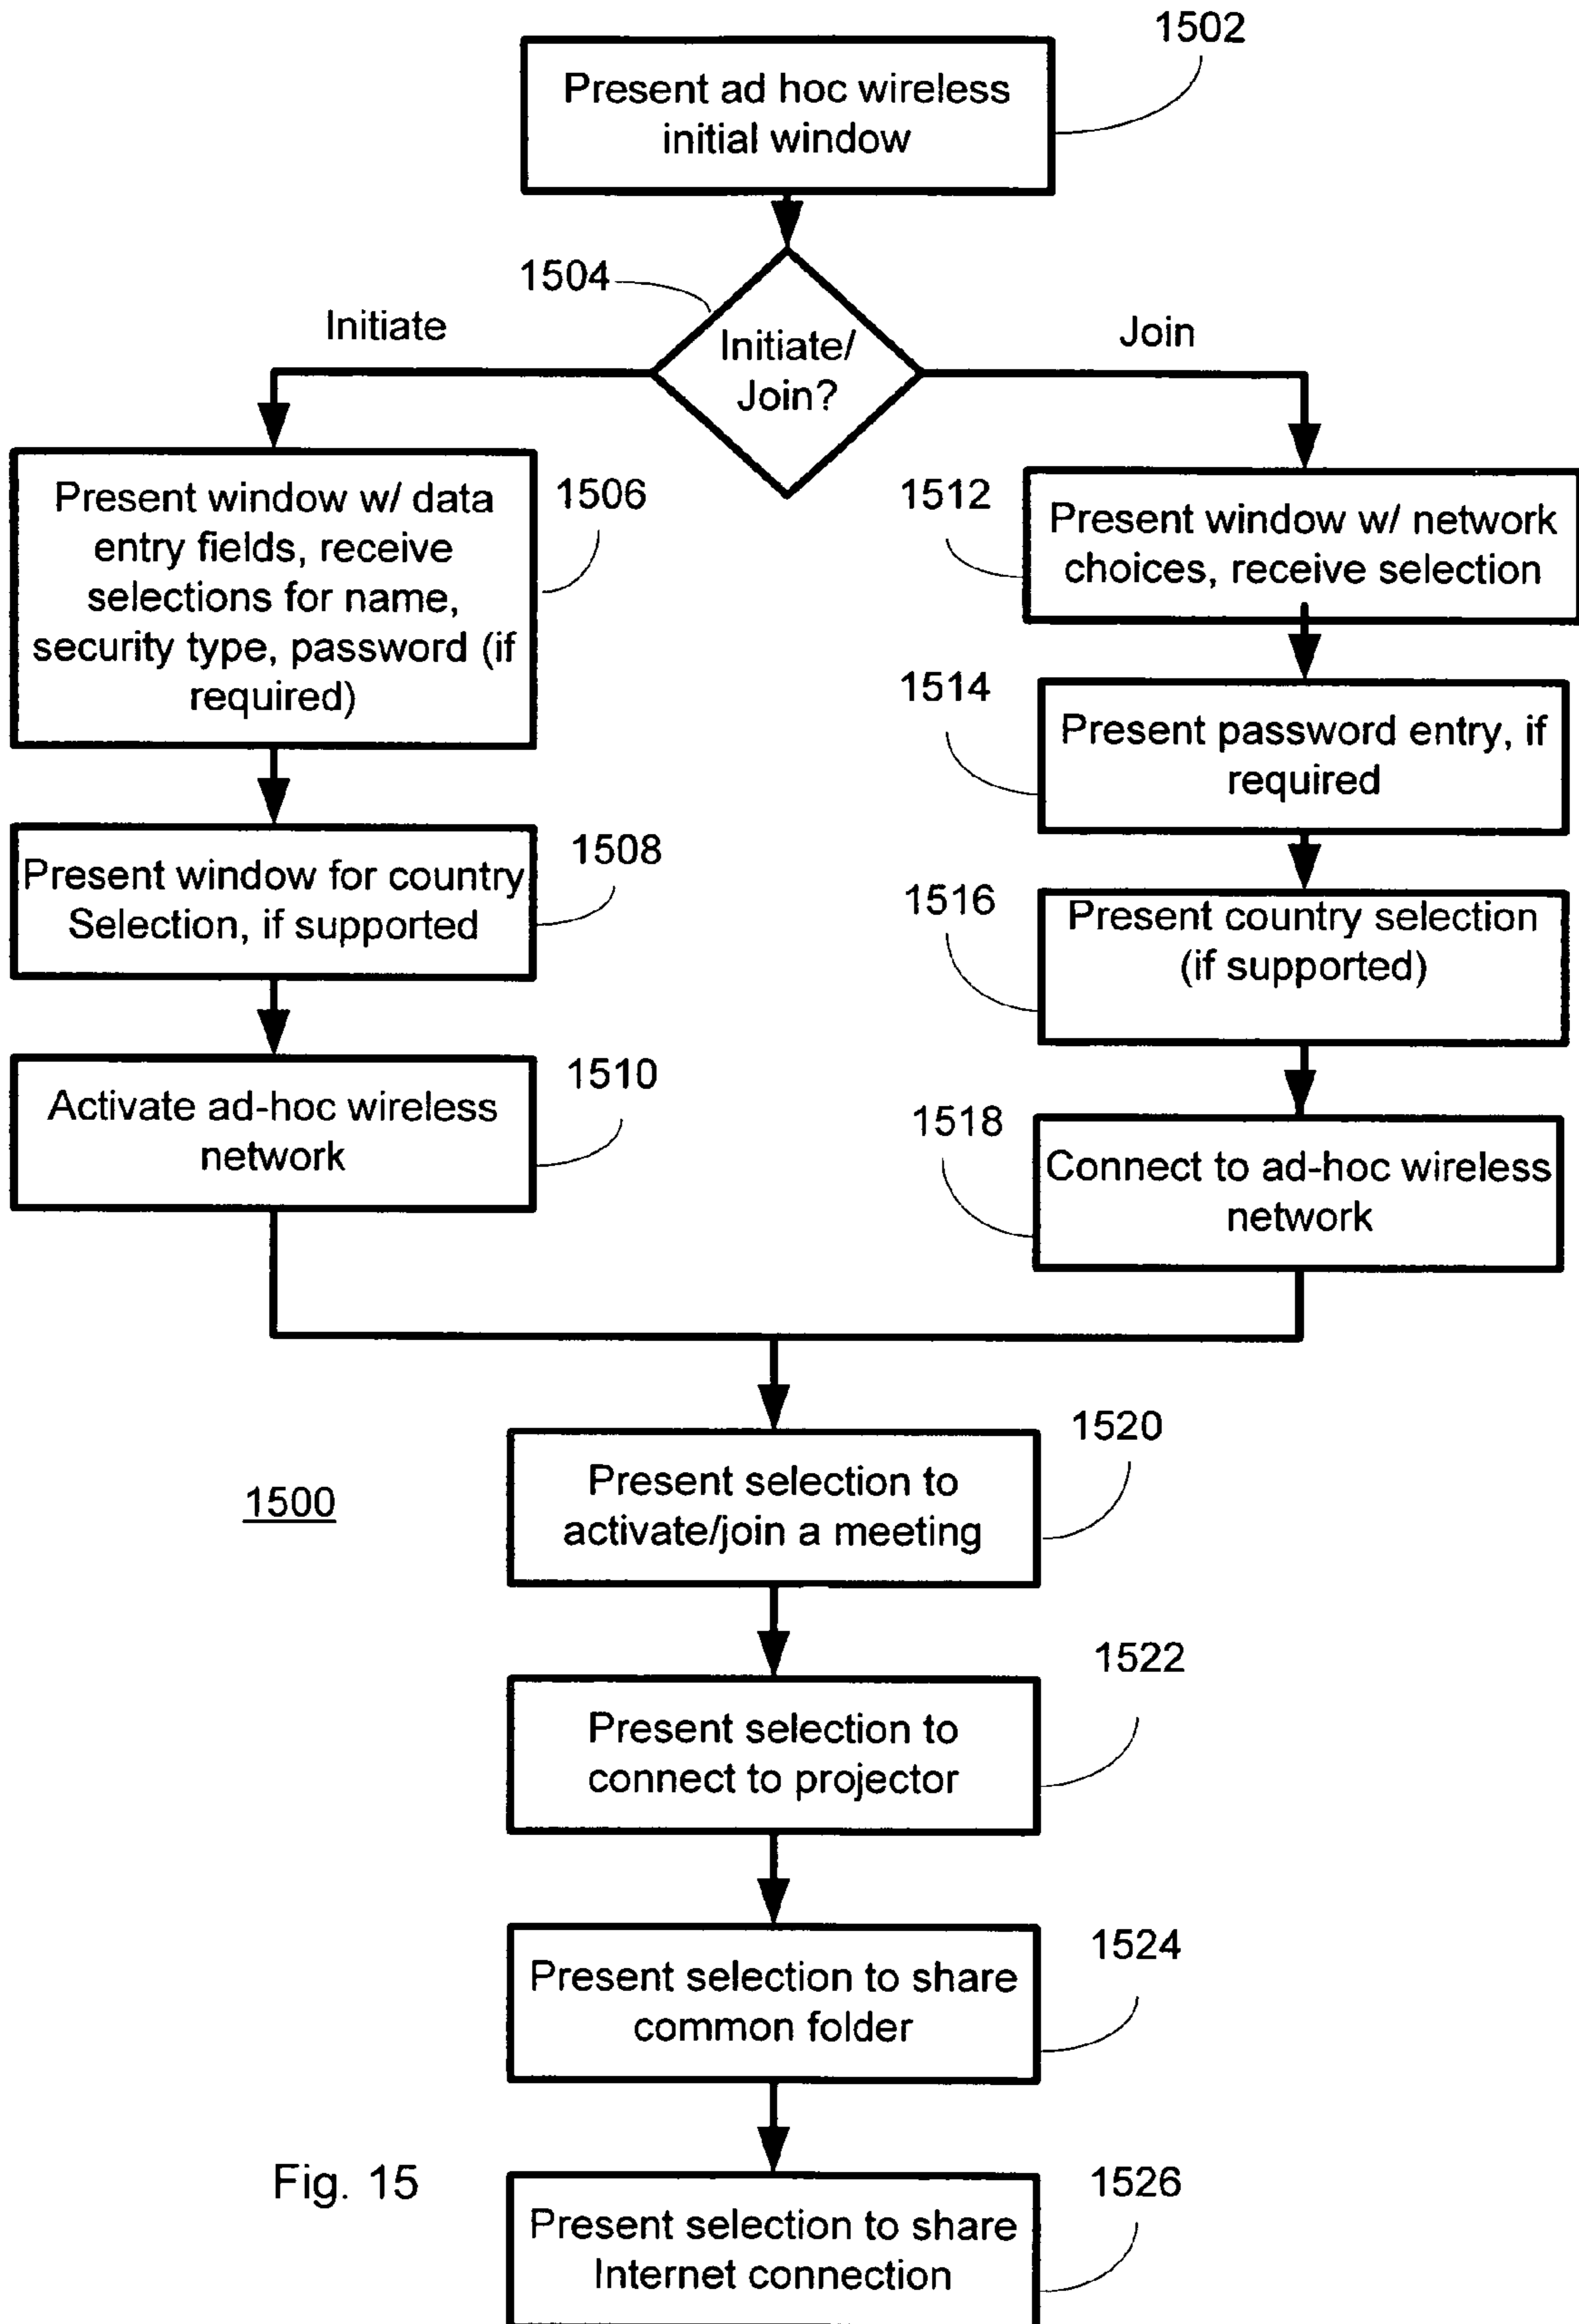 1502
Present ad hoc wireless
initial window
1504
Initiate/
Join?
Initiate
Join
Present window w/ data
entry fields, receive
selections for name,
security type, password (if
required)
1506
1512
Present window w/ network
choices, receive selection
1514
Present password entry, if
required
Present window for country
Selection, if supported
1508
1516
Present country selection
(if supported)
Activate ad-hoc wireless
network
1510
1518
Connect to ad-hoc wireless
network
1520
Present selection to
activate/join a meeting
1500
1522
Present selection to
connect to projector
1524
Present selection to share
common folder
Fig. 15
1526
Present selection to share
Internet connection